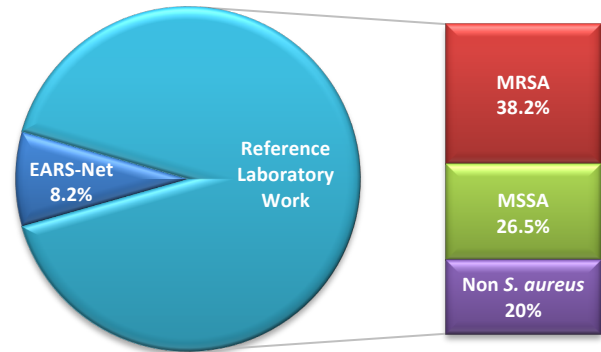 EARS-Net
8.2%
Reference
Laboratory
Work
MRSA
38.2%
MSSA
26.5%
Non S. aureus
20%